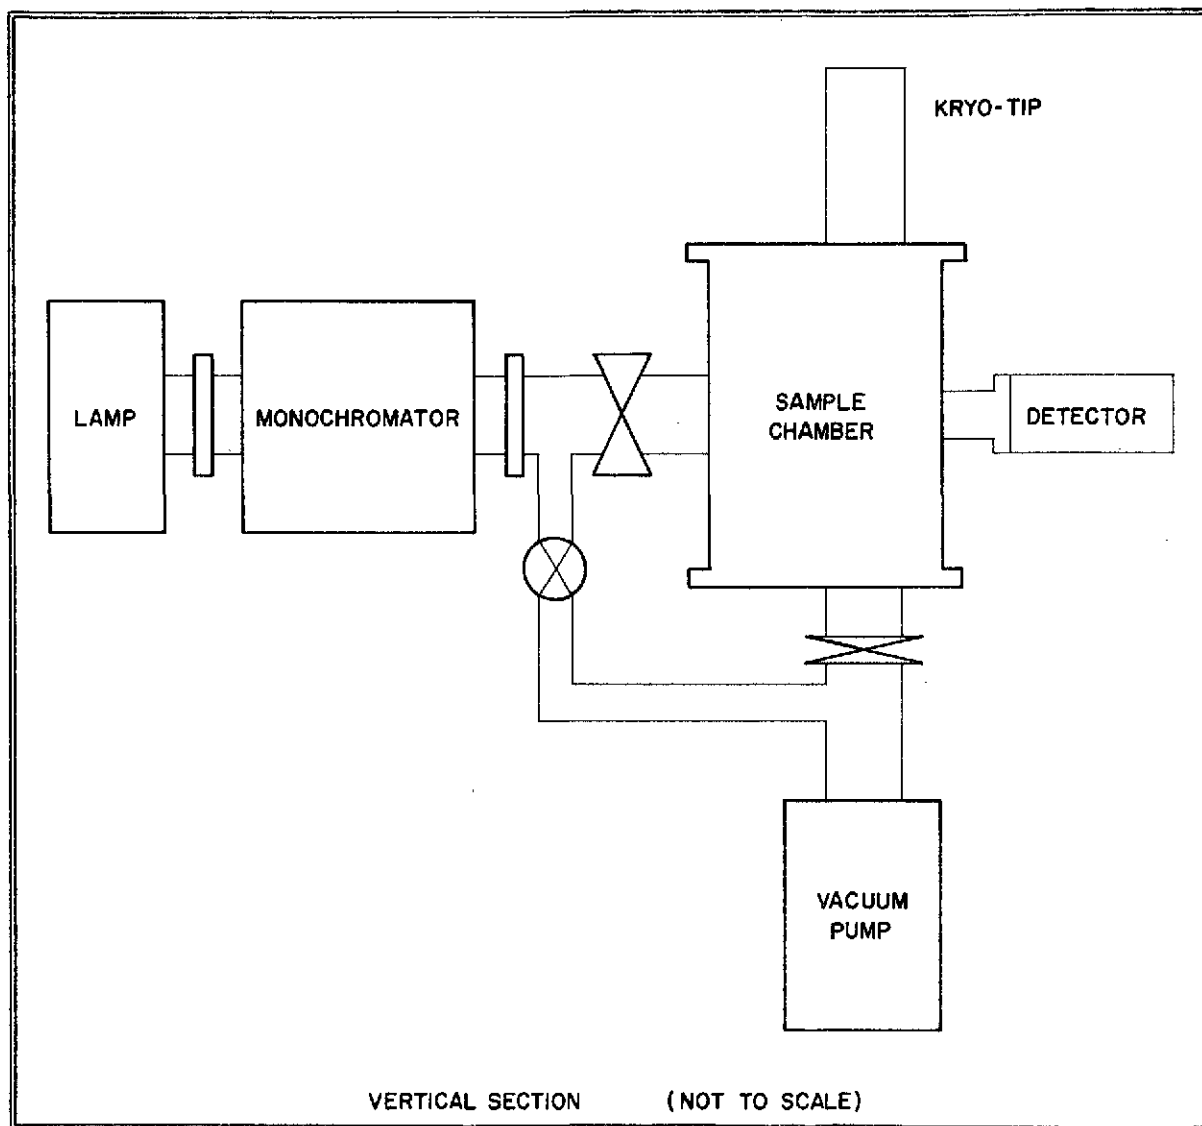 KRYO-TIP
LAMP
MONOCHROMATOR
SAMPLE
CHAMBER
DETECTOR
VACUUM
PUMP
VERTICAL SECTION (NOT TO SCALE)